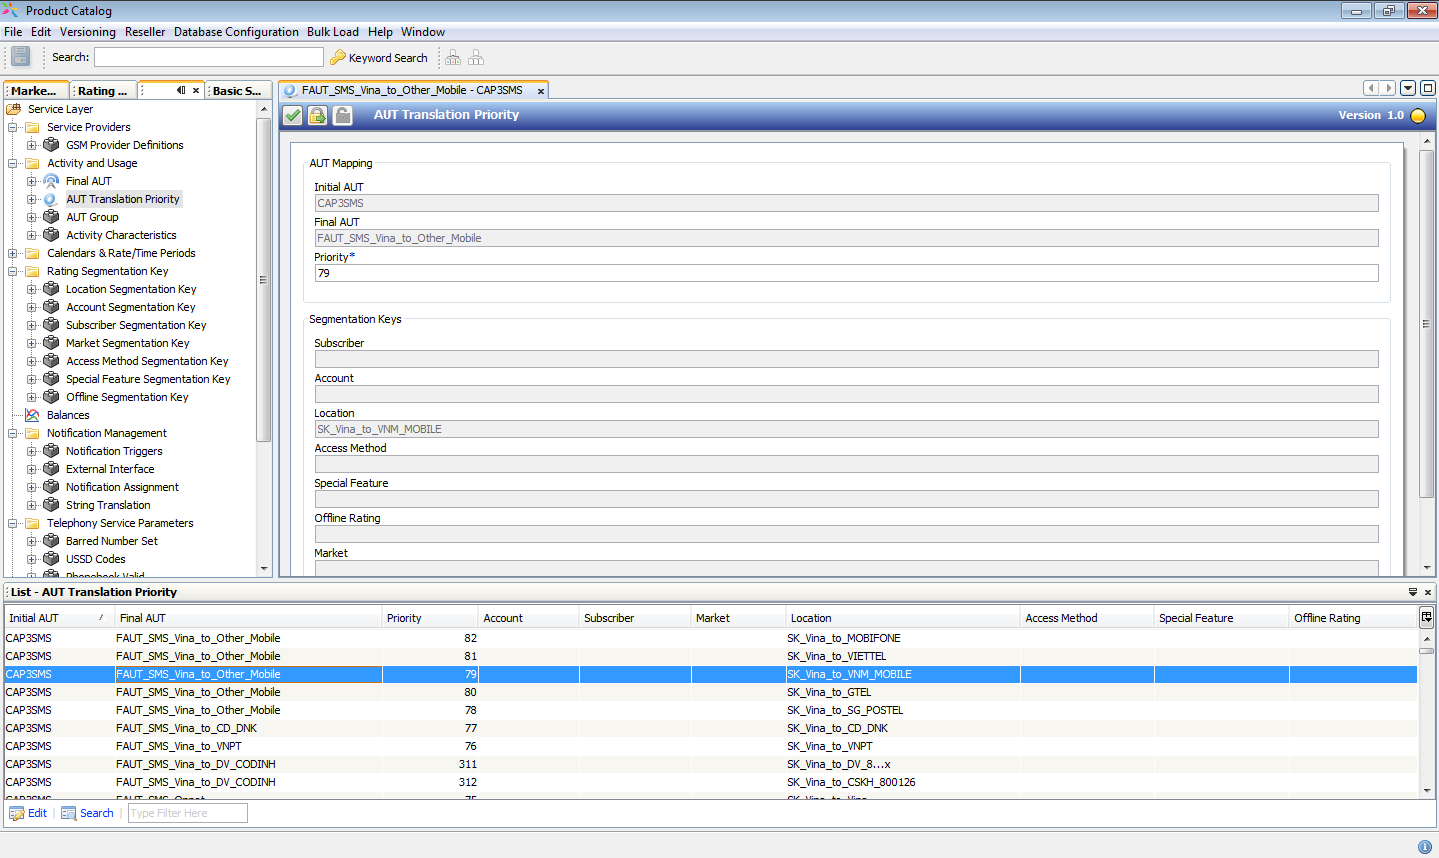 Product Catalog
File Edit Versioning Reseller Database Configuration Bulk Load Help Window
Search: Keyword Search
Marke... Rating ... Basic S...
Service Layer
Service Providers
GSM Provider Definitions
Activity and Usage
Final AUT
AUT Translation Priority
AUT Group
Activity Characteristics
Calendars & Rate/Time Periods
Rating Segmentation Key
Location Segmentation Key
Account Segmentation Key
Subscriber Segmentation Key
Market Segmentation Key
Access Method Segmentation Key
Special Feature Segmentation Key
Offline Segmentation Key
Balances
Notification Management
Notification Triggers
External Interface
Notification Assignment
String Translation
Telephony Service Parameters
Barred Number Set
USSD Codes
Phonebook Valid
FAUT_SMS_Vina_to_Other_Mobile - CAP3SMS
AUT Translation Priority Version 1.0
AUT Mapping
Initial AUT
CAP3SMS
Final AUT
FAUT_SMS_Vina_to_Other_Mobile
Priority*
79
Segmentation Keys
Subscriber
Account
Location
SK_Vina_to_VNM_MOBILE
Access Method
Special Feature
Offline Rating
Market
List - AUT Translation Priority
Initial AUT Final AUT Priority Account Subscriber Market Location Access Method Special Feature Offline Rating
CAP3SMS FAUT_SMS_Vina_to_Other_Mobile 82 SK_Vina_to_MOBIFONE
CAP3SMS FAUT_SMS_Vina_to_Other_Mobile 81 SK_Vina_to_VIETTEL
CAP3SMS FAUT_SMS_Vina_to_Other_Mobile 79 SK_Vina_to_VNM_MOBILE
CAP3SMS FAUT_SMS_Vina_to_Other_Mobile 80 SK_Vina_to_GTEL
CAP3SMS FAUT_SMS_Vina_to_Other_Mobile 78 SK_Vina_to_SG_POSTEL
CAP3SMS FAUT_SMS_Vina_to_CD_DNK 77 SK_Vina_to_CD_DNK
CAP3SMS FAUT_SMS_Vina_to_VNPT 76 SK_Vina_to_VNPT
CAP3SMS FAUT_SMS_Vina_to_DV_CODINH 311 SK_Vina_to_DV_8...x
CAP3SMS FAUT_SMS_Vina_to_DV_CODINH 312 SK_Vina_to_CSKH_800126
CAP3SMS FAUT_SMS_Onnet 75 SK_Vina_to_Vina
Edit Search Type Filter Here